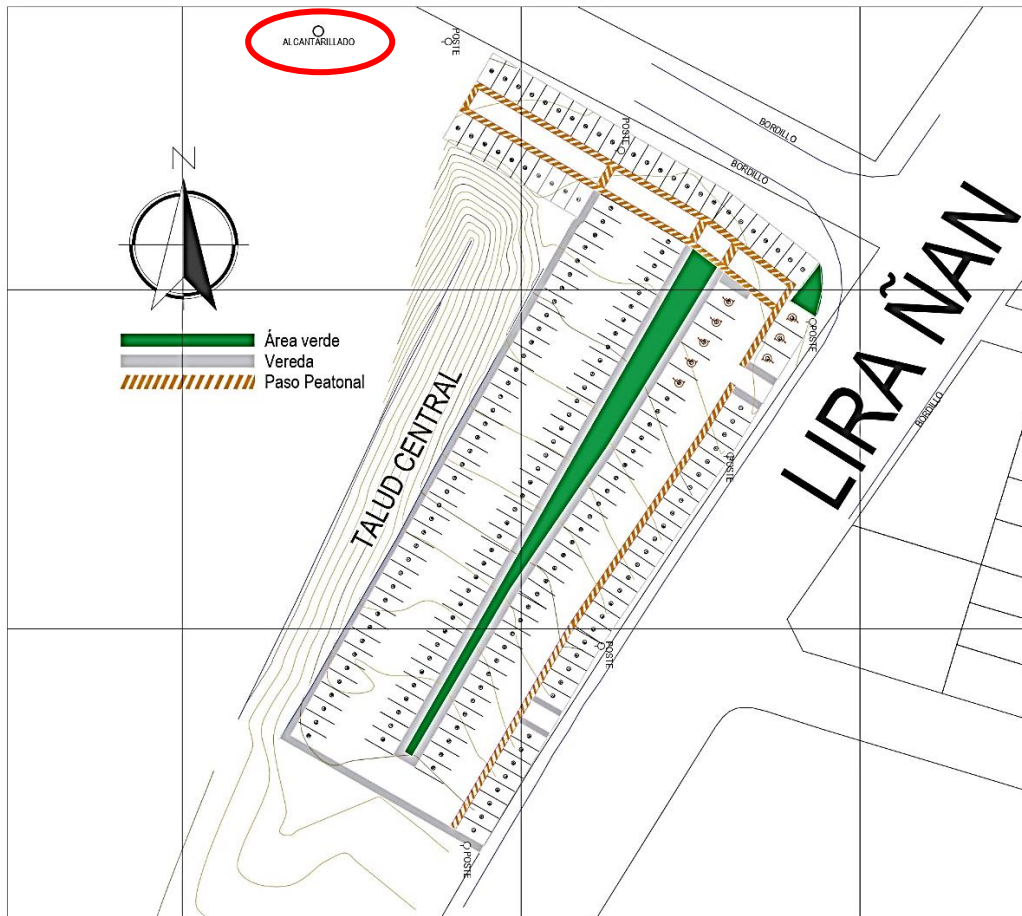 ALCANTARILLADO
POSTE
POSTE
BORDILLO
BORDILLO
N
LIRA ÑAN
POSTE
Área verde
Vereda
Paso Peatonal
TALUD CENTRAL
BORDILLO
POSTE
POSTE
POSTE